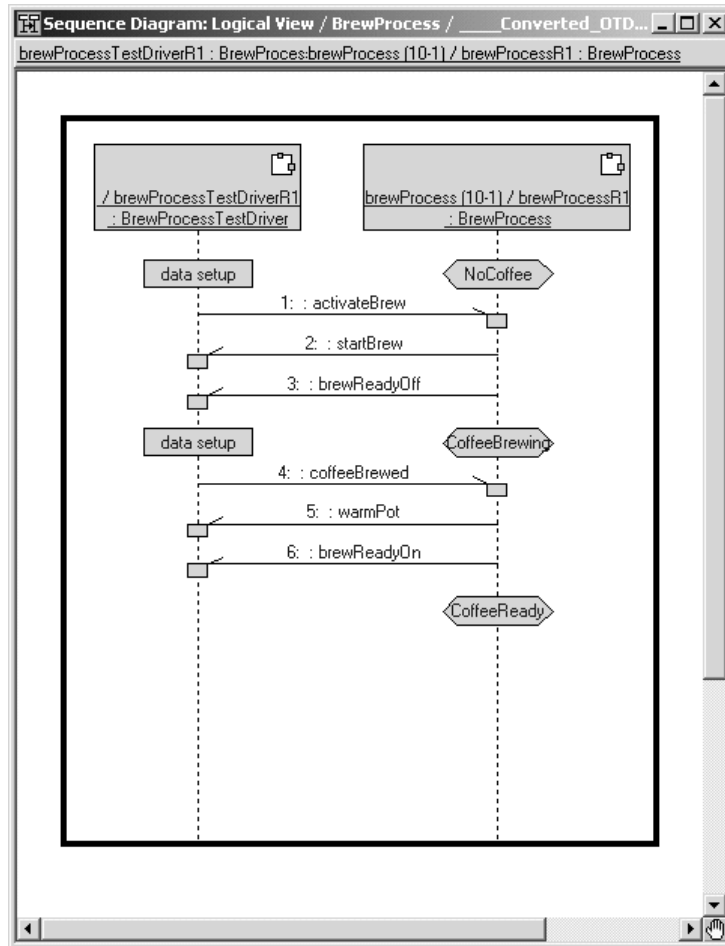 Sequence Diagram: Logical View / BrewProcess / ____Converted_OTD...
brewProcessTestDriverR1 : BrewProces:brewProcess (10-1) / brewProcessR1 : BrewProcess
/ brewProcessTestDriverR1
: BrewProcessTestDriver
brewProcess (10-1) / brewProcessR1
: BrewProcess
data setup
NoCoffee
1: : activateBrew
2: : startBrew
3: : brewReadyOff
data setup
CoffeeBrewing
4: : coffeeBrewed
5: : warmPot
6: : brewReadyOn
CoffeeReady